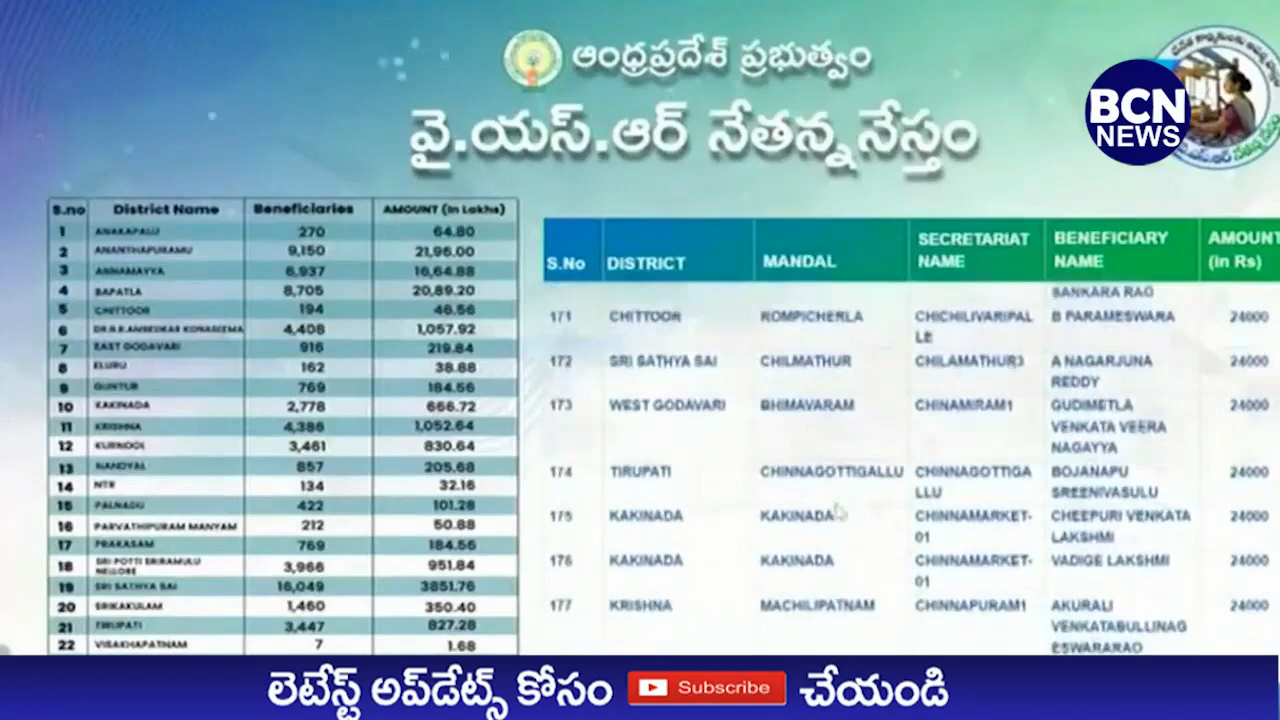 ఆంధ్రప్రదేశ్ ప్రభుత్వం
వై.యస్.ఆర్ నేతన్ననేస్తం
BCN
NEWS
S.no District Name Beneficiaries AMOUNT (In Lakhs)
1 ANAKAPALLI 270 64.80
2 ANANTHAPURAMU 9,150 21,96.00
3 ANNAMAYYA 6,937 16,64.88
4 BAPATLA 8,705 20,89.20
5 CHITTOOR 194 46.56
6 DR.B.R.AMBEDKAR KONASEEMA 4,408 1,057.92
7 EAST GODAVARI 916 219.84
8 ELURU 162 38.88
9 GUNTUR 769 184.56
10 KAKINADA 2,778 666.72
11 KRISHNA 4,386 1,052.64
12 KURNOOL 3,461 830.64
13 NANDYAL 857 205.68
14 NTR 134 32.16
15 PALNADU 422 101.28
16 PARVATHIPURAM MANYAM 212 50.88
17 PRAKASAM 769 184.56
18 SRI POTTI SRIRAMULU NELLORE 3,966 951.84
19 SRI SATHYA SAI 16,049 3851.76
20 SRIKAKULAM 1,460 350.40
21 TIRUPATI 3,447 827.28
22 VISAKHAPATNAM 7 1.68
S.No DISTRICT MANDAL SECRETARIAT NAME BENEFICIARY NAME AMOUNT (in Rs)
SANKARA RAO
171 CHITTOOR ROMPICHERLA CHICHILIVARIPAL B PARAMESWARA 24000
LE
172 SRI SATHYA SAI CHILMATHUR CHILAMATHUR3 A NAGARJUNA 24000
REDDY
173 WEST GODAVARI BHIMAVARAM CHINAMIRAM1 GUDIMETLA 24000
VENKATA VEERA
NAGAYYA
174 TIRUPATI CHINNAGOTTIGALLU CHINNAGOTTIGA BOJANAPU 24000
LLU SREENIVASULU
175 KAKINADA KAKINADA CHINNAMARKET- CHEEPURI VENKATA 24000
01 LAKSHMI
176 KAKINADA KAKINADA CHINNAMARKET- VADIGE LAKSHMI 24000
01
177 KRISHNA MACHILIPATNAM CHINNAPURAM1 AKURALI 24000
VENKATABULLINAG
ESWARARAO
లెటేస్ట్ అప్‌డేట్స్ కోసం Subscribe చేయండి